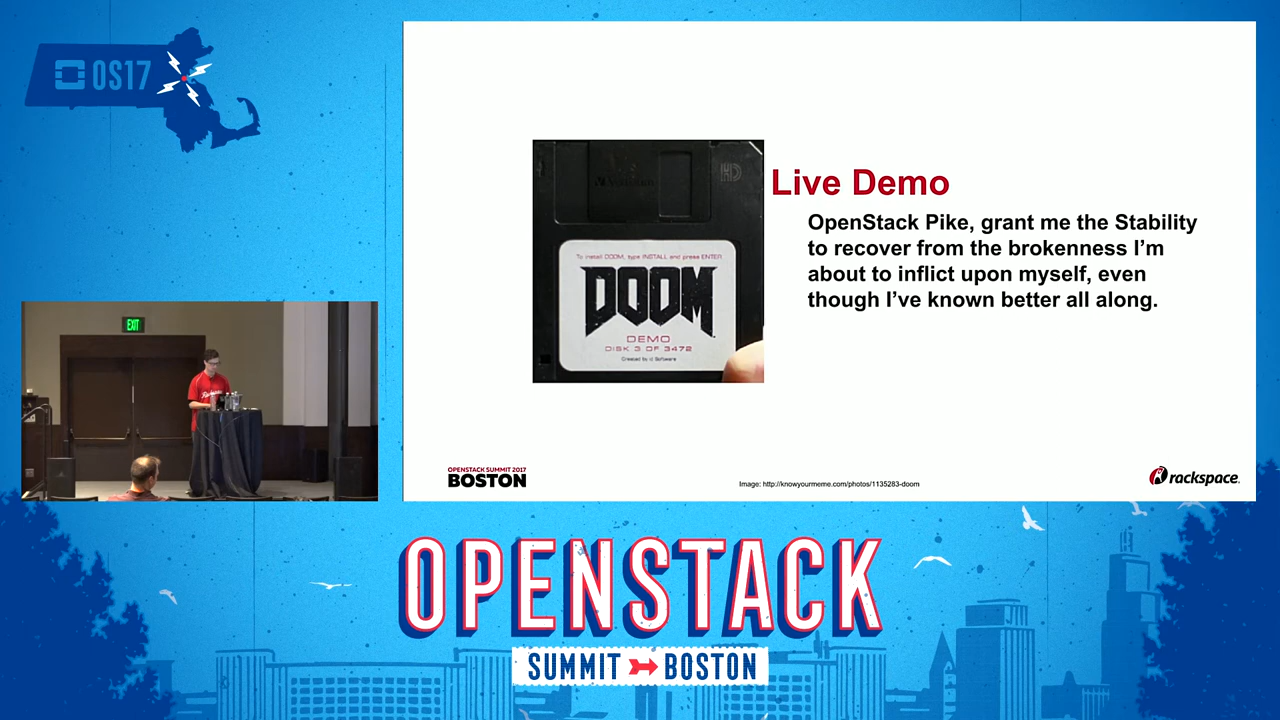 OS17
EXIT
HD
To install DOOM, type INSTALL and press ENTER
DOOM
DEMO
DISK 3 OF 3472
Created by id Software
Live Demo
OpenStack Pike, grant me the Stability
to recover from the brokenness I’m
about to inflict upon myself, even
though I’ve known better all along.
OPENSTACK SUMMIT 2017
BOSTON
Image: http://knowyourmeme.com/photos/1135283-doom
rackspace.
OPENSTACK
SUMMIT BOSTON